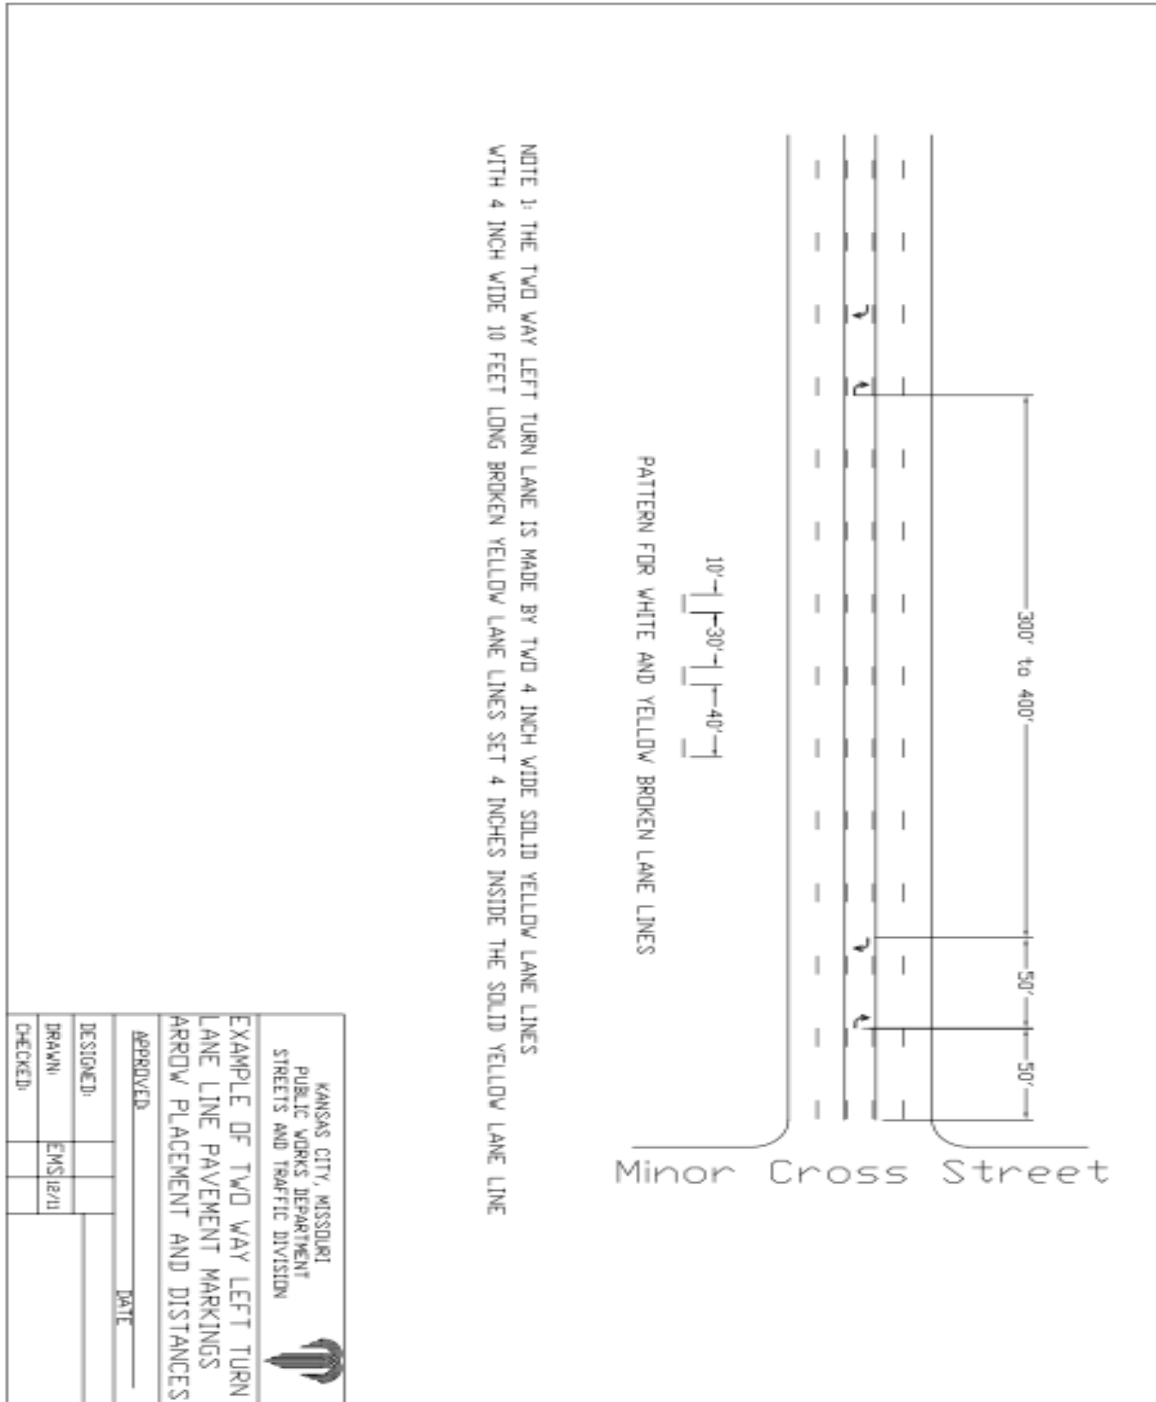 300' to 400'
50'
50'
Minor Cross Street
10'
30'
40'
PATTERN FOR WHITE AND YELLOW BROKEN LANE LINES
NOTE 1: THE TWO WAY LEFT TURN LANE IS MADE BY TWO 4 INCH WIDE SOLID YELLOW LANE LINES
WITH 4 INCH WIDE 10 FEET LONG BROKEN YELLOW LANE LINES SET 4 INCHES INSIDE THE SOLID YELLOW LANE LINE
KANSAS CITY, MISSOURI
PUBLIC WORKS DEPARTMENT
STREETS AND TRAFFIC DIVISION
EXAMPLE OF TWO WAY LEFT TURN
LANE LINE PAVEMENT MARKINGS
ARROW PLACEMENT AND DISTANCES
APPROVED: DATE
DESIGNED:
DRAWN: EMS 12/11
CHECKED: